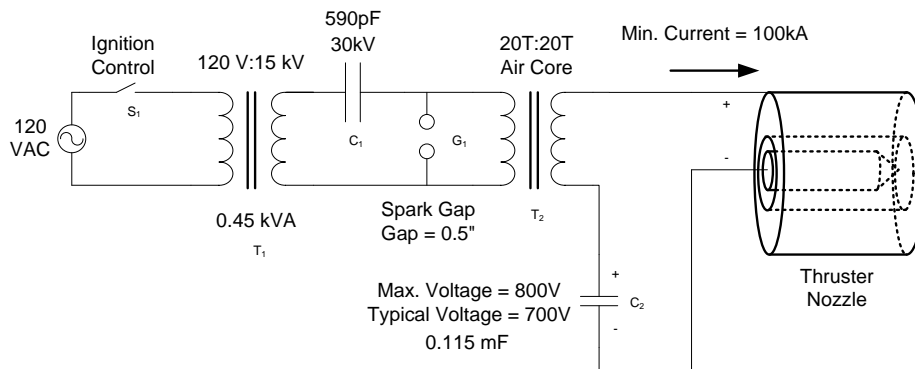 590pF
30kV
Ignition
Control
120 V:15 kV
20T:20T
Air Core
Min. Current = 100kA
S1
C1
G1
120
VAC
+
-
0.45 kVA
T1
Spark Gap
Gap = 0.5"
T2
Thruster
Nozzle
Max. Voltage = 800V
Typical Voltage = 700V
0.115 mF
+
-
C2